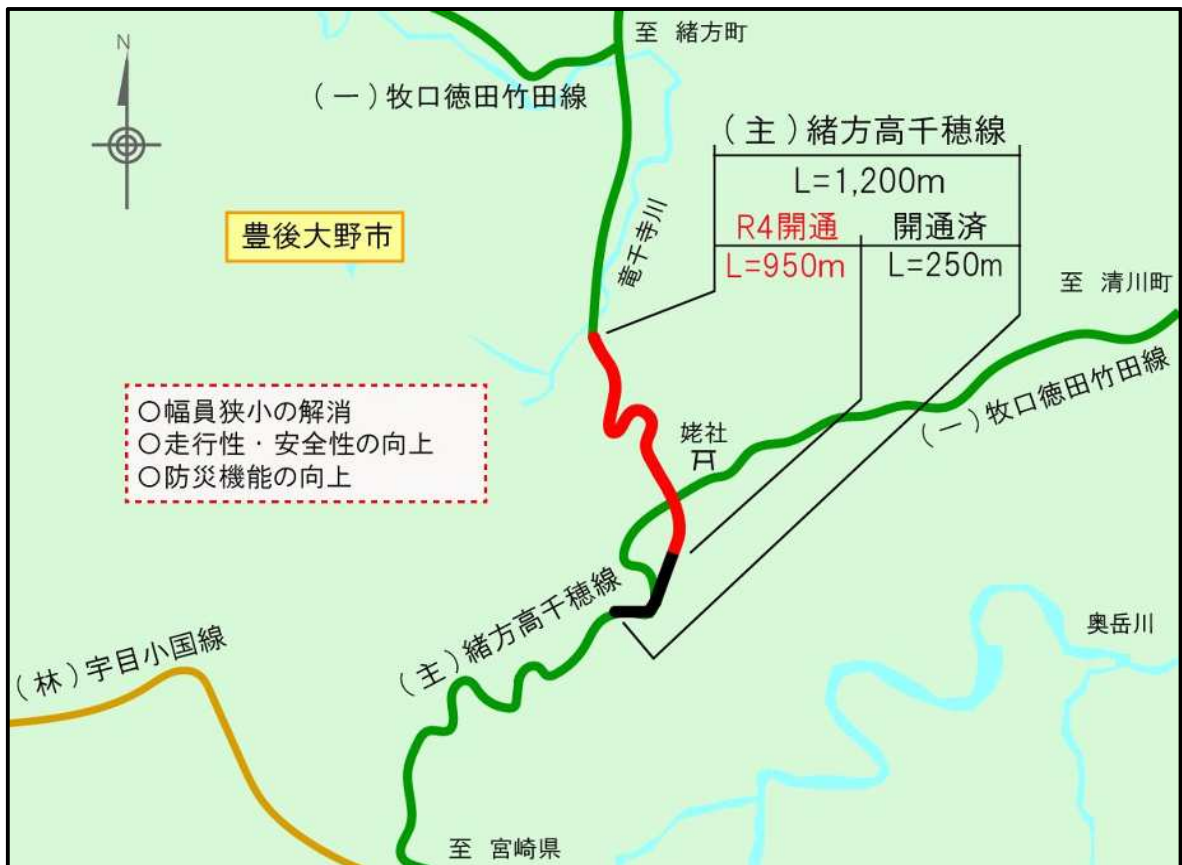 N
至 緒方町
(一)牧口徳田竹田線
(主)緒方高千穂線
L=1,200m
R4開通
開通済
L=950m
L=250m
豊後大野市
竜千寺川
至 清川町
(一)牧口徳田竹田線
○幅員狭小の解消
○走行性・安全性の向上
○防災機能の向上
姥社
(主)緒方高千穂線
奥岳川
(林)宇目小国線
至 宮崎県